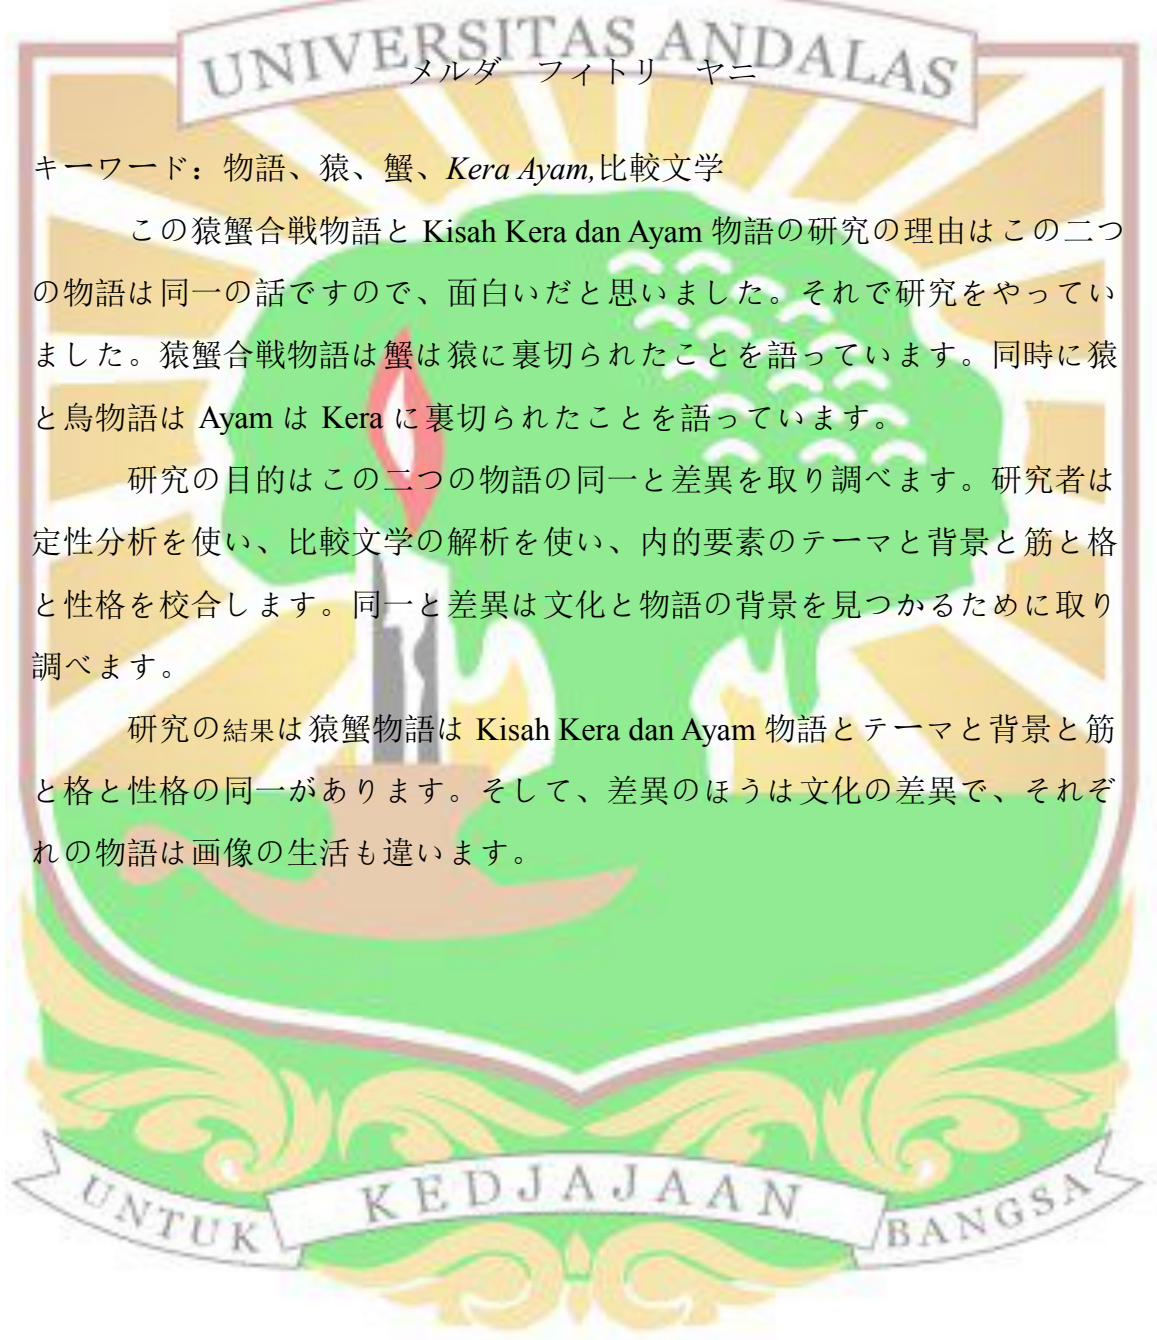 UNIVERSITAS ANDALAS
メルダ　フィトリ　ヤニ
キーワード：物語、猿、蟹、Kera Ayam,比較文学
この猿蟹合戦物語と Kisah Kera dan Ayam 物語の研究の理由はこの二つ
の物語は同一の話ですので、面白いだと思いました。それで研究をやってい
ました。猿蟹合戦物語は蟹は猿に裏切られたことを語っています。同時に猿
と鳥物語は Ayam は Kera に裏切られたことを語っています。
研究の目的はこの二つの物語の同一と差異を取り調べます。研究者は
定性分析を使い、比較文学の解析を使い、内的要素のテーマと背景と筋と格
と性格を校合します。同一と差異は文化と物語の背景を見つかるために取り
調べます。
研究の結果は猿蟹物語は Kisah Kera dan Ayam 物語とテーマと背景と筋
と格と性格の同一があります。そして、差異のほうは文化の差異で、それぞ
れの物語は画像の生活も違います。
UNTUK KEDJAJAAN BANGSA